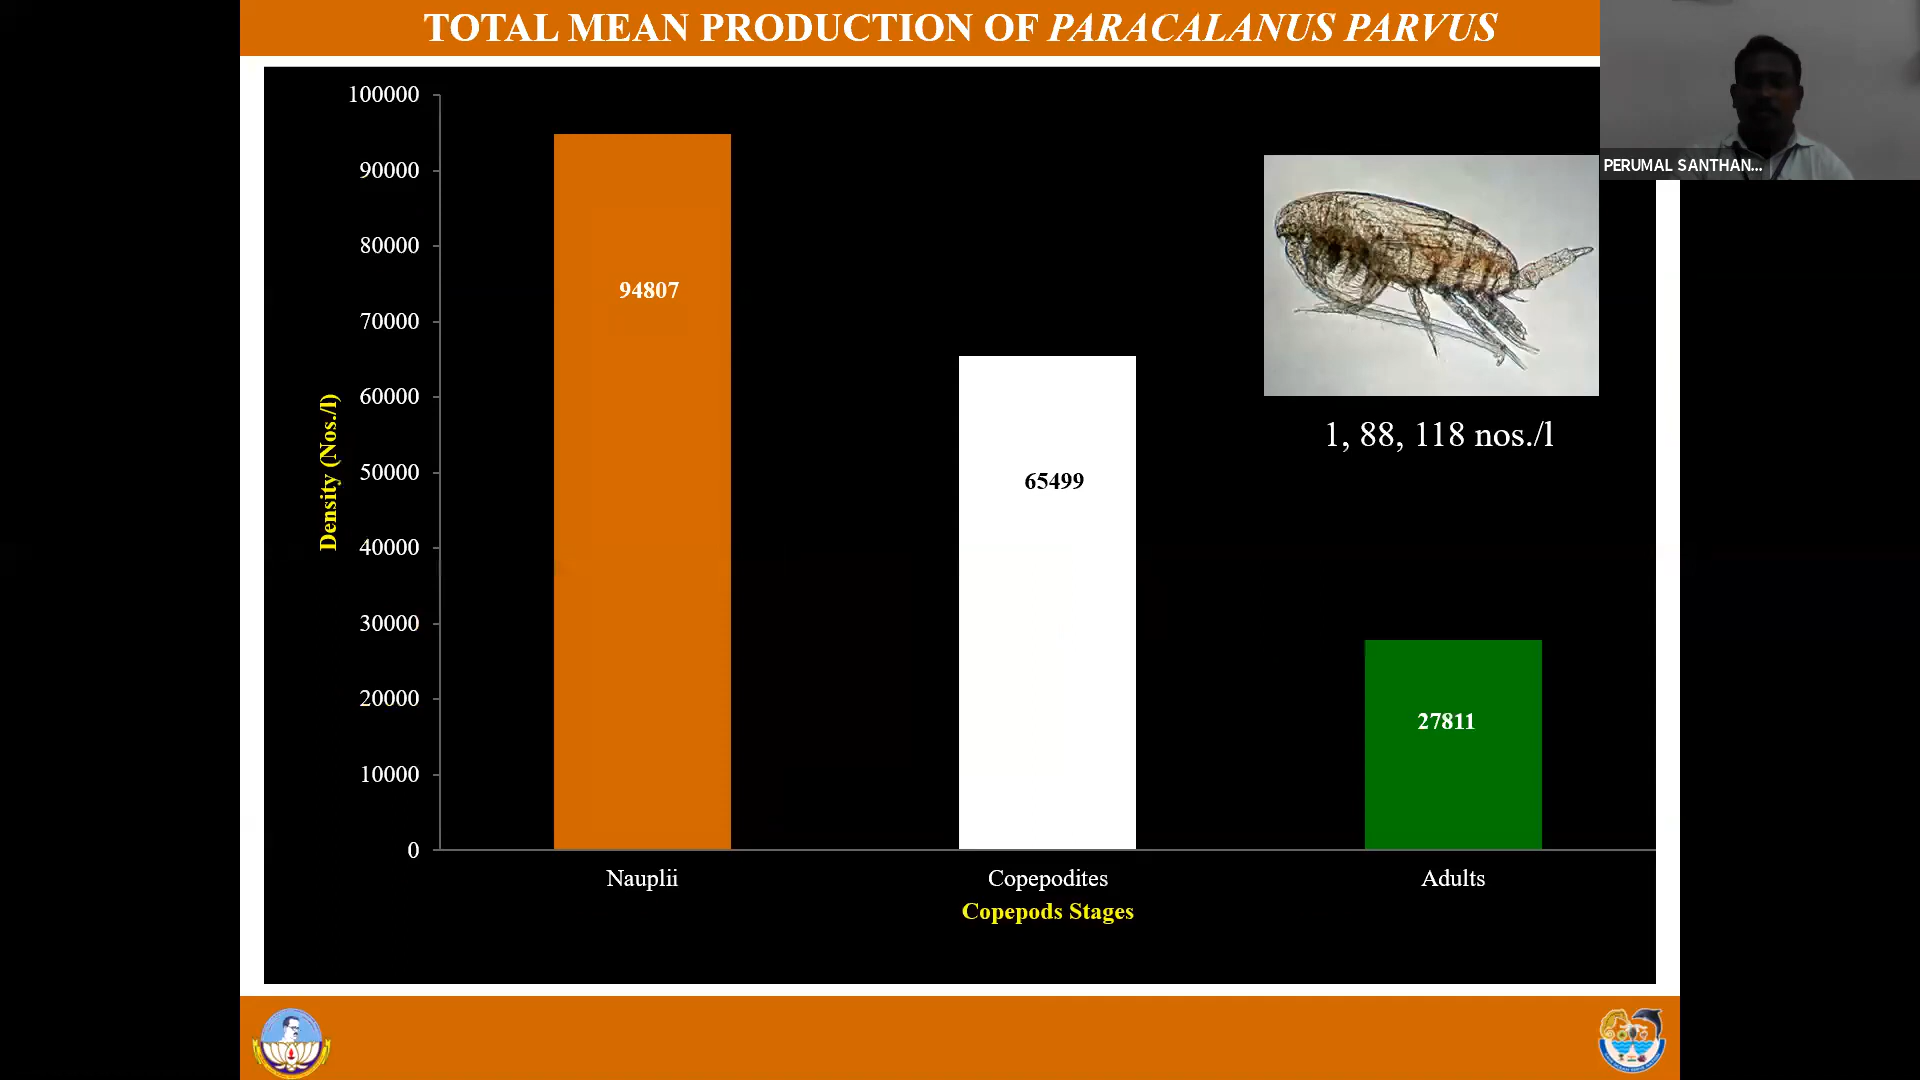 TOTAL MEAN PRODUCTION OF PARACALANUS PARVUS
PERUMAL SANTHAN...
100000
90000
80000
70000
60000
50000
40000
30000
20000
10000
0
Density (Nos./l)
94807
65499
27811
1, 88, 118 nos./l
Nauplii
Copepodites
Adults
Copepods Stages